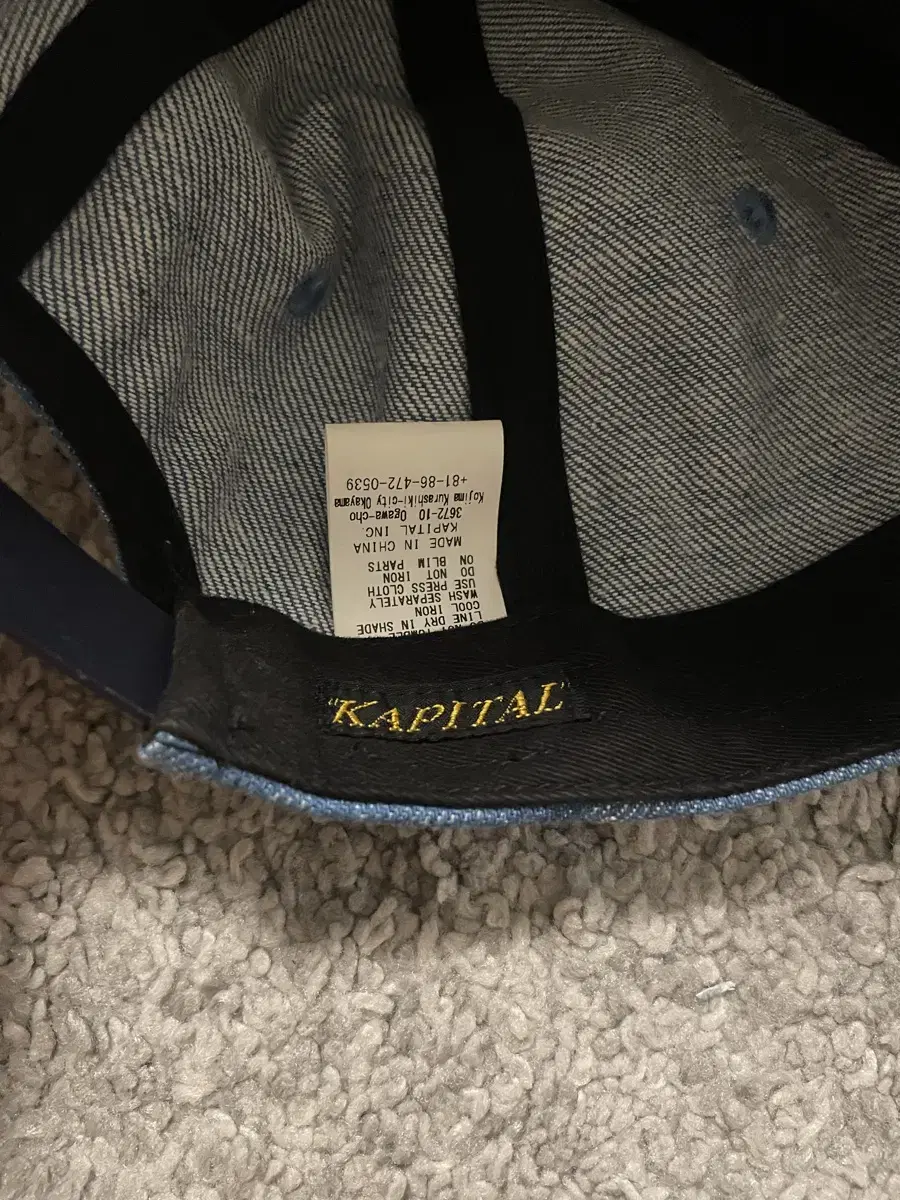 LINE DRY IN SHADE
COOL IRON
WASH SEPARATELY
USE PRESS CLOTH
DO NOT IRON
ON BLIM PARTS
MADE IN CHINA
KAPITAL INC.
3672-10 Ogawa-cho
Kojima Kurashiki-city Okayama
+81-86-472-0539
"KAPITAL"